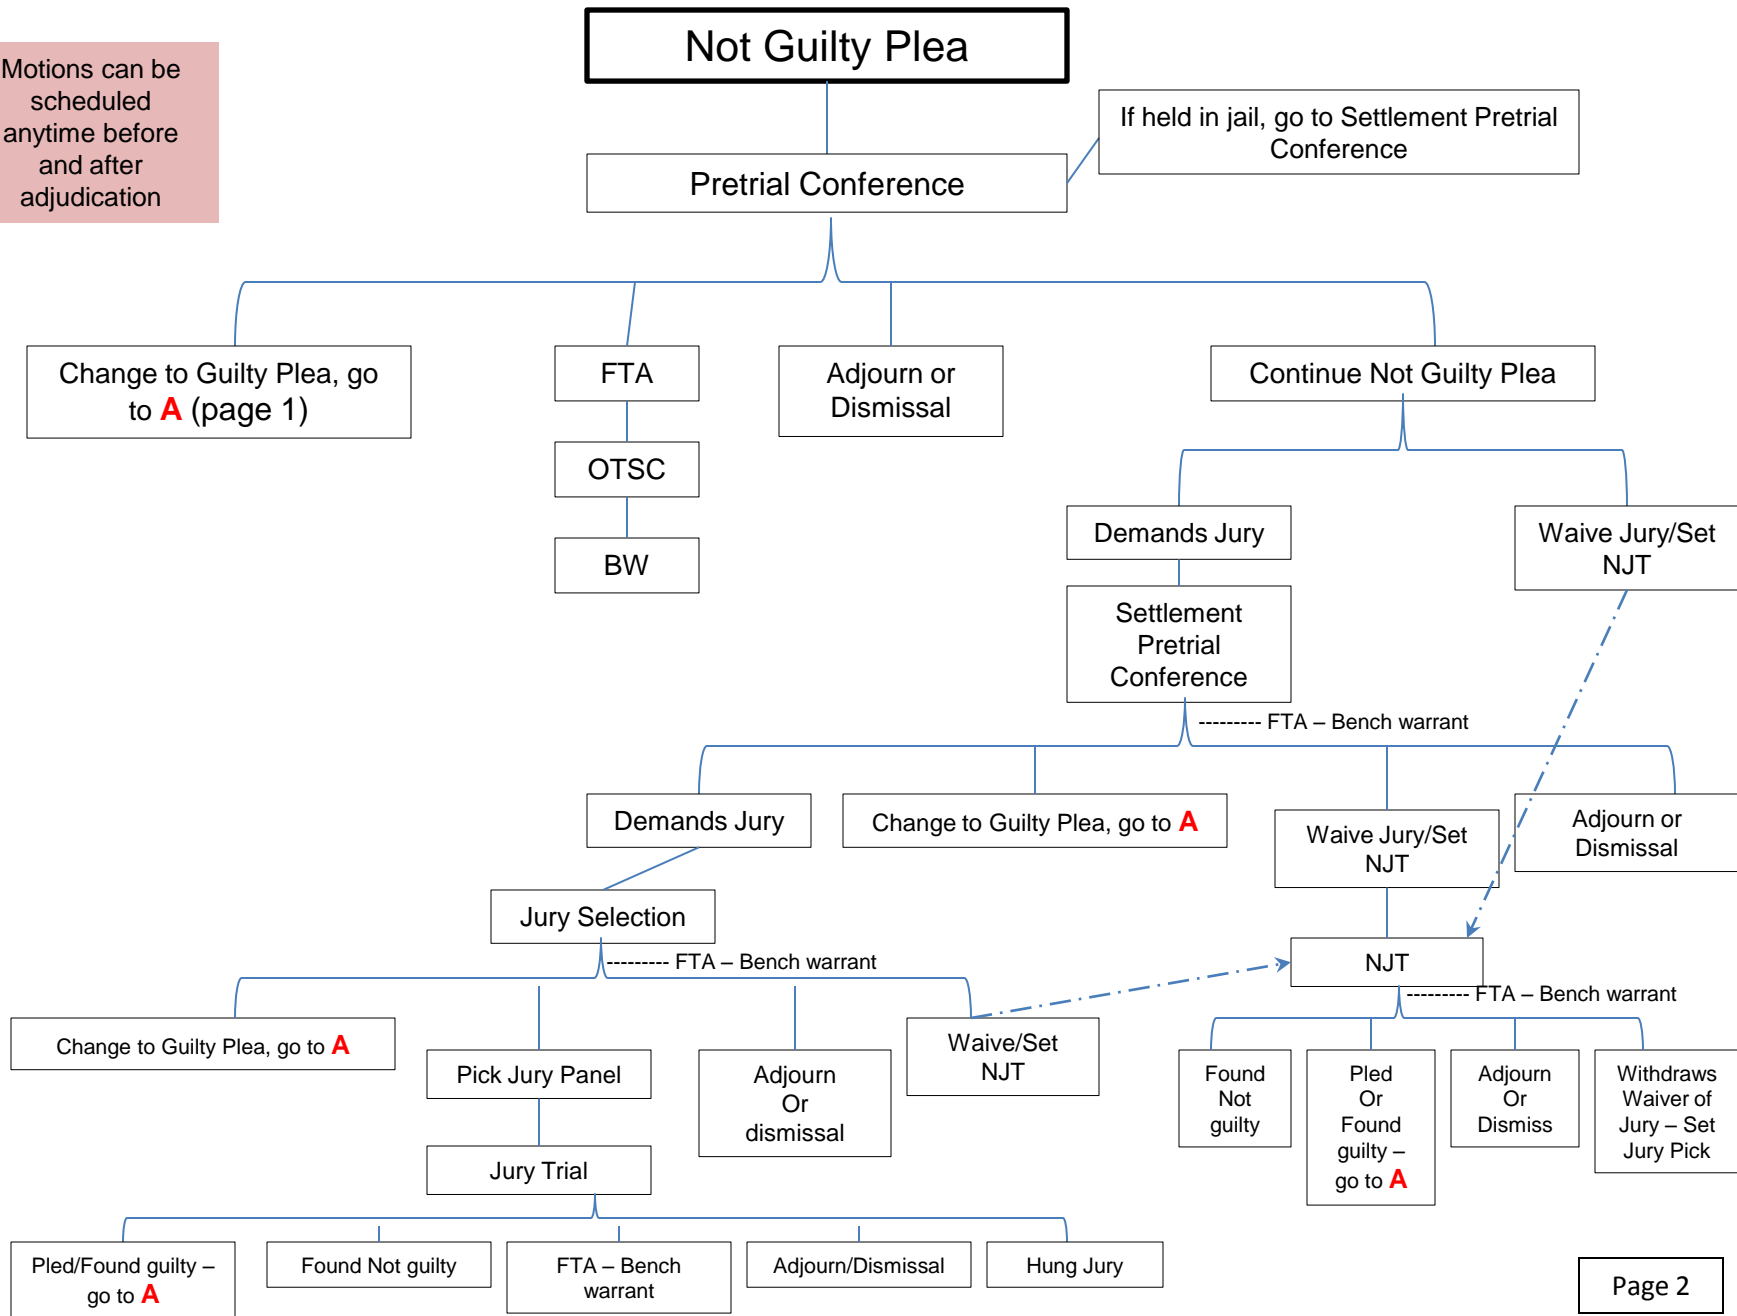 Not Guilty Plea
Motions can be
scheduled
anytime before
and after
adjudication
If held in jail, go to Settlement Pretrial
Conference
Pretrial Conference
Change to Guilty Plea, go
to A (page 1)
FTA
Adjourn or
Dismissal
Continue Not Guilty Plea
OTSC
BW
Demands Jury
Waive Jury/Set
NJT
Settlement
Pretrial
Conference
--------- FTA – Bench warrant
Demands Jury
Change to Guilty Plea, go to A
Waive Jury/Set
NJT
Adjourn or
Dismissal
Jury Selection
--------- FTA – Bench warrant
NJT
--------- FTA – Bench warrant
Change to Guilty Plea, go to A
Pick Jury Panel
Adjourn
Or
dismissal
Waive/Set
NJT
Found
Not
guilty
Pled
Or
Found
guilty –
go to A
Adjourn
Or
Dismiss
Withdraws
Waiver of
Jury – Set
Jury Pick
Jury Trial
Pled/Found guilty –
go to A
Found Not guilty
FTA – Bench
warrant
Adjourn/Dismissal
Hung Jury
Page 2